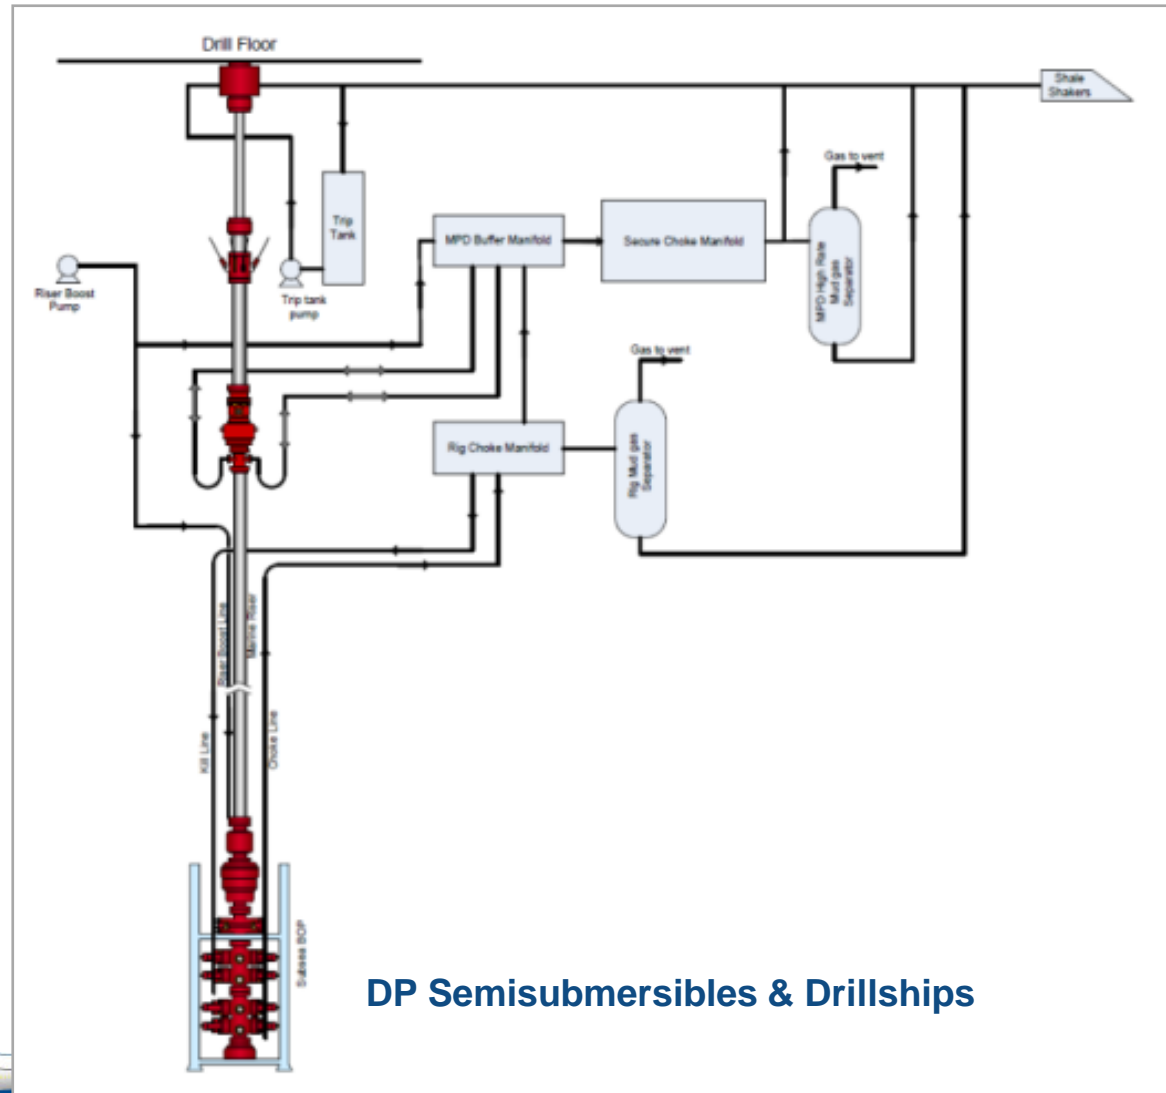 Drill Floor
Shale
Shakers
Gas to vent
Trip
Tank
MPD Buffer Manifold
Secure Choke Manifold
MPD High Rate
Mud gas
Separator
Riser Boost
Pump
Trip tank
pump
Gas to vent
Rig Choke Manifold
Rig Mud gas
Separator
Riser Boost Line
Marine Riser
Kill Line
Choke Line
Subsea BOP
DP Semisubmersibles & Drillships